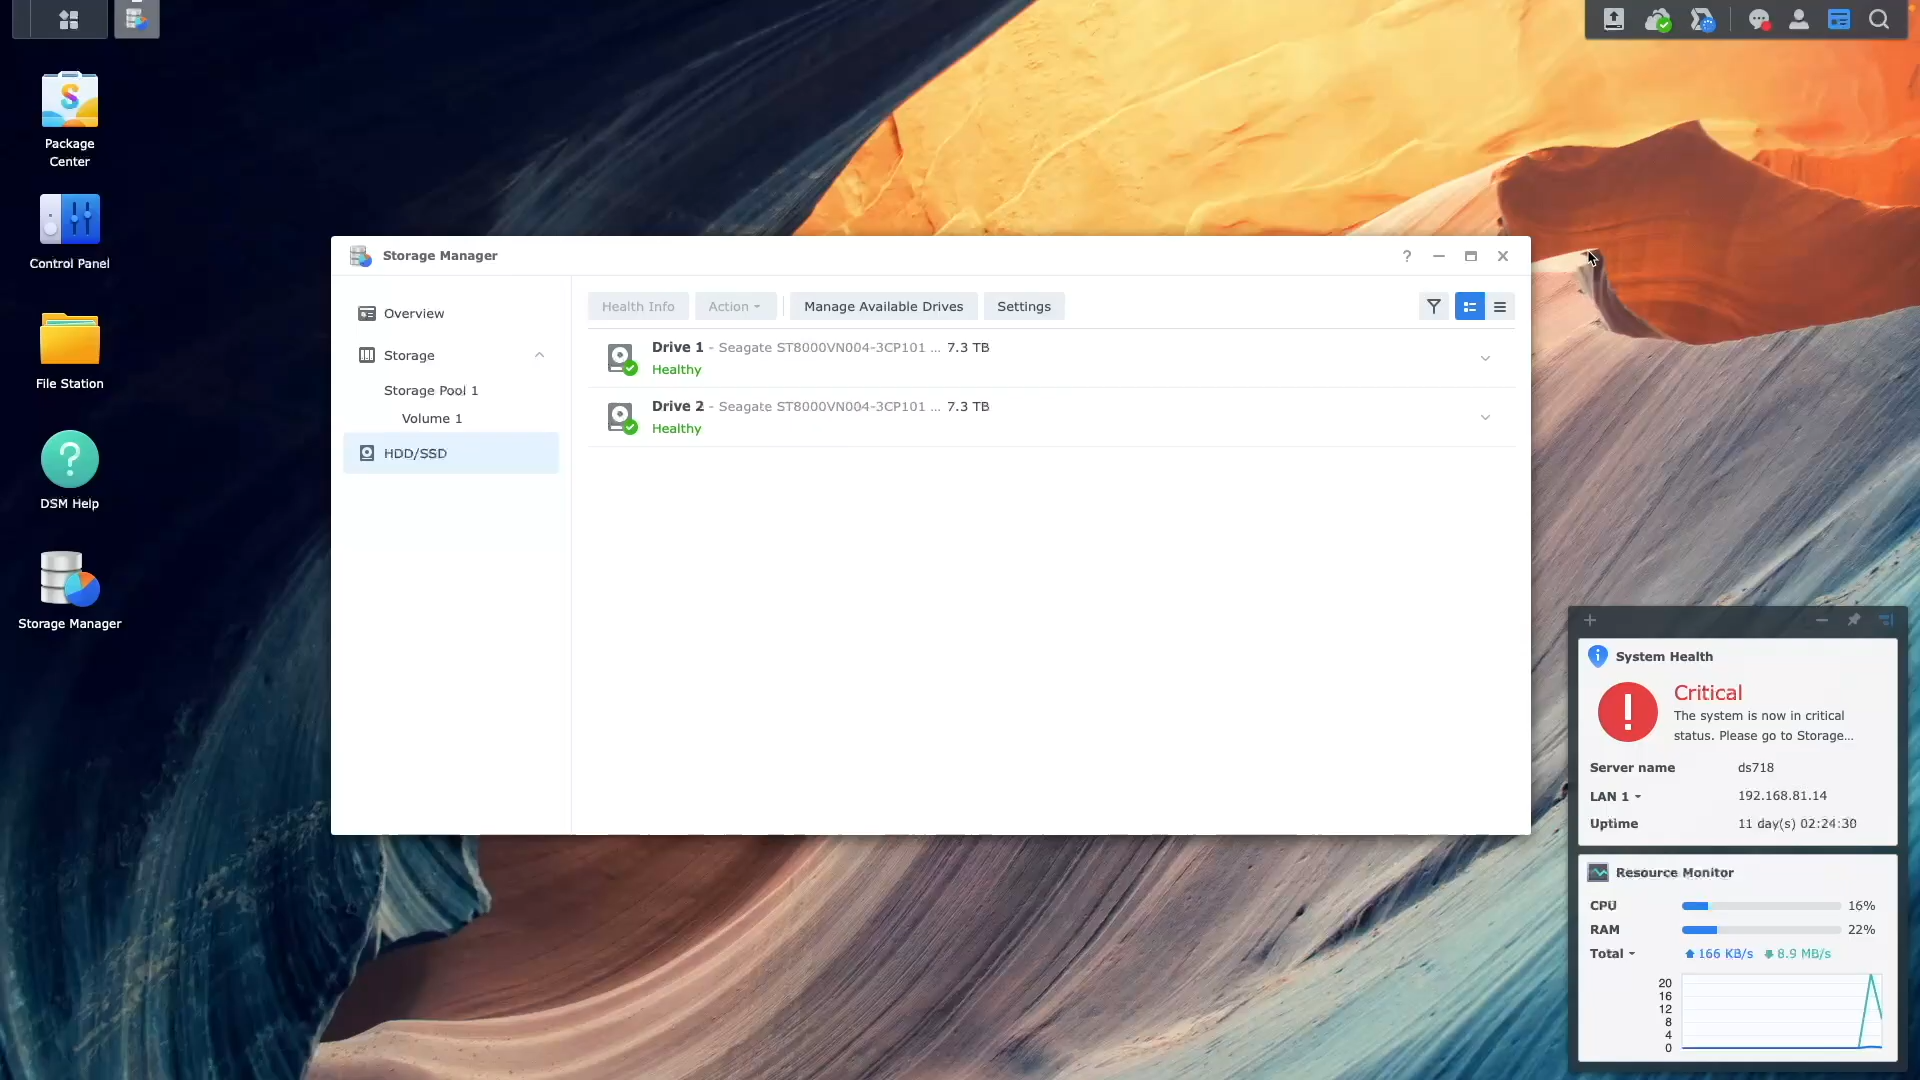 Package
Center
Control Panel
File Station
DSM Help
Storage Manager
Storage Manager
Overview
Storage
Storage Pool 1
Volume 1
HDD/SSD
Health Info
Action
Manage Available Drives
Settings
Drive 1 - Seagate ST8000VN004-3CP101 ... 7.3 TB
Healthy
Drive 2 - Seagate ST8000VN004-3CP101 ... 7.3 TB
Healthy
System Health
Critical
The system is now in critical
status. Please go to Storage...
Server name ds718
LAN 1 192.168.81.14
Uptime 11 day(s) 02:24:30
Resource Monitor
CPU 16%
RAM 22%
Total 166 KB/s 8.9 MB/s
20
16
12
8
4
0